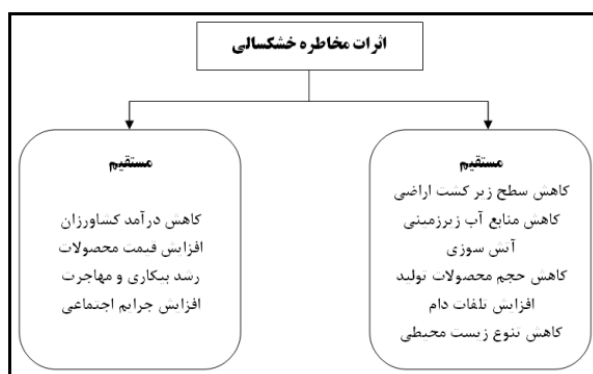 اثرات مخاطره خشکسالی
مستقیم
کاهش سطح زیر کشت اراضی
کاهش منابع آب زیرزمینی
آتش سوزی
کاهش حجم محصولات تولید
افزایش تلفات دام
کاهش تنوع زیست محیطی
مستقیم
کاهش درآمد کشاورزان
افزایش قیمت محصولات
رشد بیکاری و مهاجرت
افزایش جرایم اجتماعی